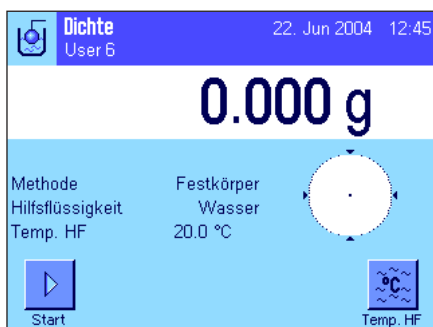 Dichte
User 6
22. Jun 2004 12:45
0.000 g
Methode Festkörper
Hilfsflüssigkeit Wasser
Temp. HF 20.0 °C
°C
Start
Temp. HF